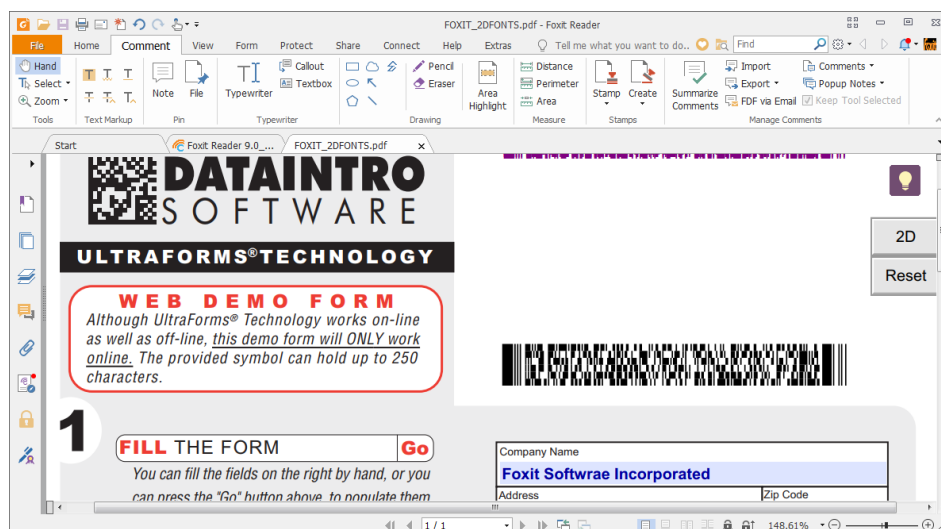 FOXIT_2DFONTS.pdf - Foxit Reader
File Home Comment View Form Protect Share Connect Help Extras Tell me what you want to do.. Find
Hand
Select
Zoom
Tools
Text Markup
Note
File
Pin
Typewriter
Callout
Textbox
Typewriter
Pencil
Eraser
Area
Highlight
Drawing
Distance
Perimeter
Area
Measure
Stamp
Create
Stamps
Summarize
Comments
Import
Export
FDF via Email
Comments
Popup Notes
Keep Tool Selected
Manage Comments
Start
Foxit Reader 9.0_...
FOXIT_2DFONTS.pdf
DATAINTRO
SOFTWARE
ULTRAFORMS®TECHNOLOGY
WEB DEMO FORM
Although UltraForms® Technology works on-line
as well as off-line, this demo form will ONLY work
online. The provided symbol can hold up to 250
characters.
2D
Reset
1
FILL THE FORM
Go
You can fill the fields on the right by hand, or you
can press the "Go" button above, to populate them
Company Name
Foxit Softwrae Incorporated
Address
Zip Code
1 / 1
148.61%